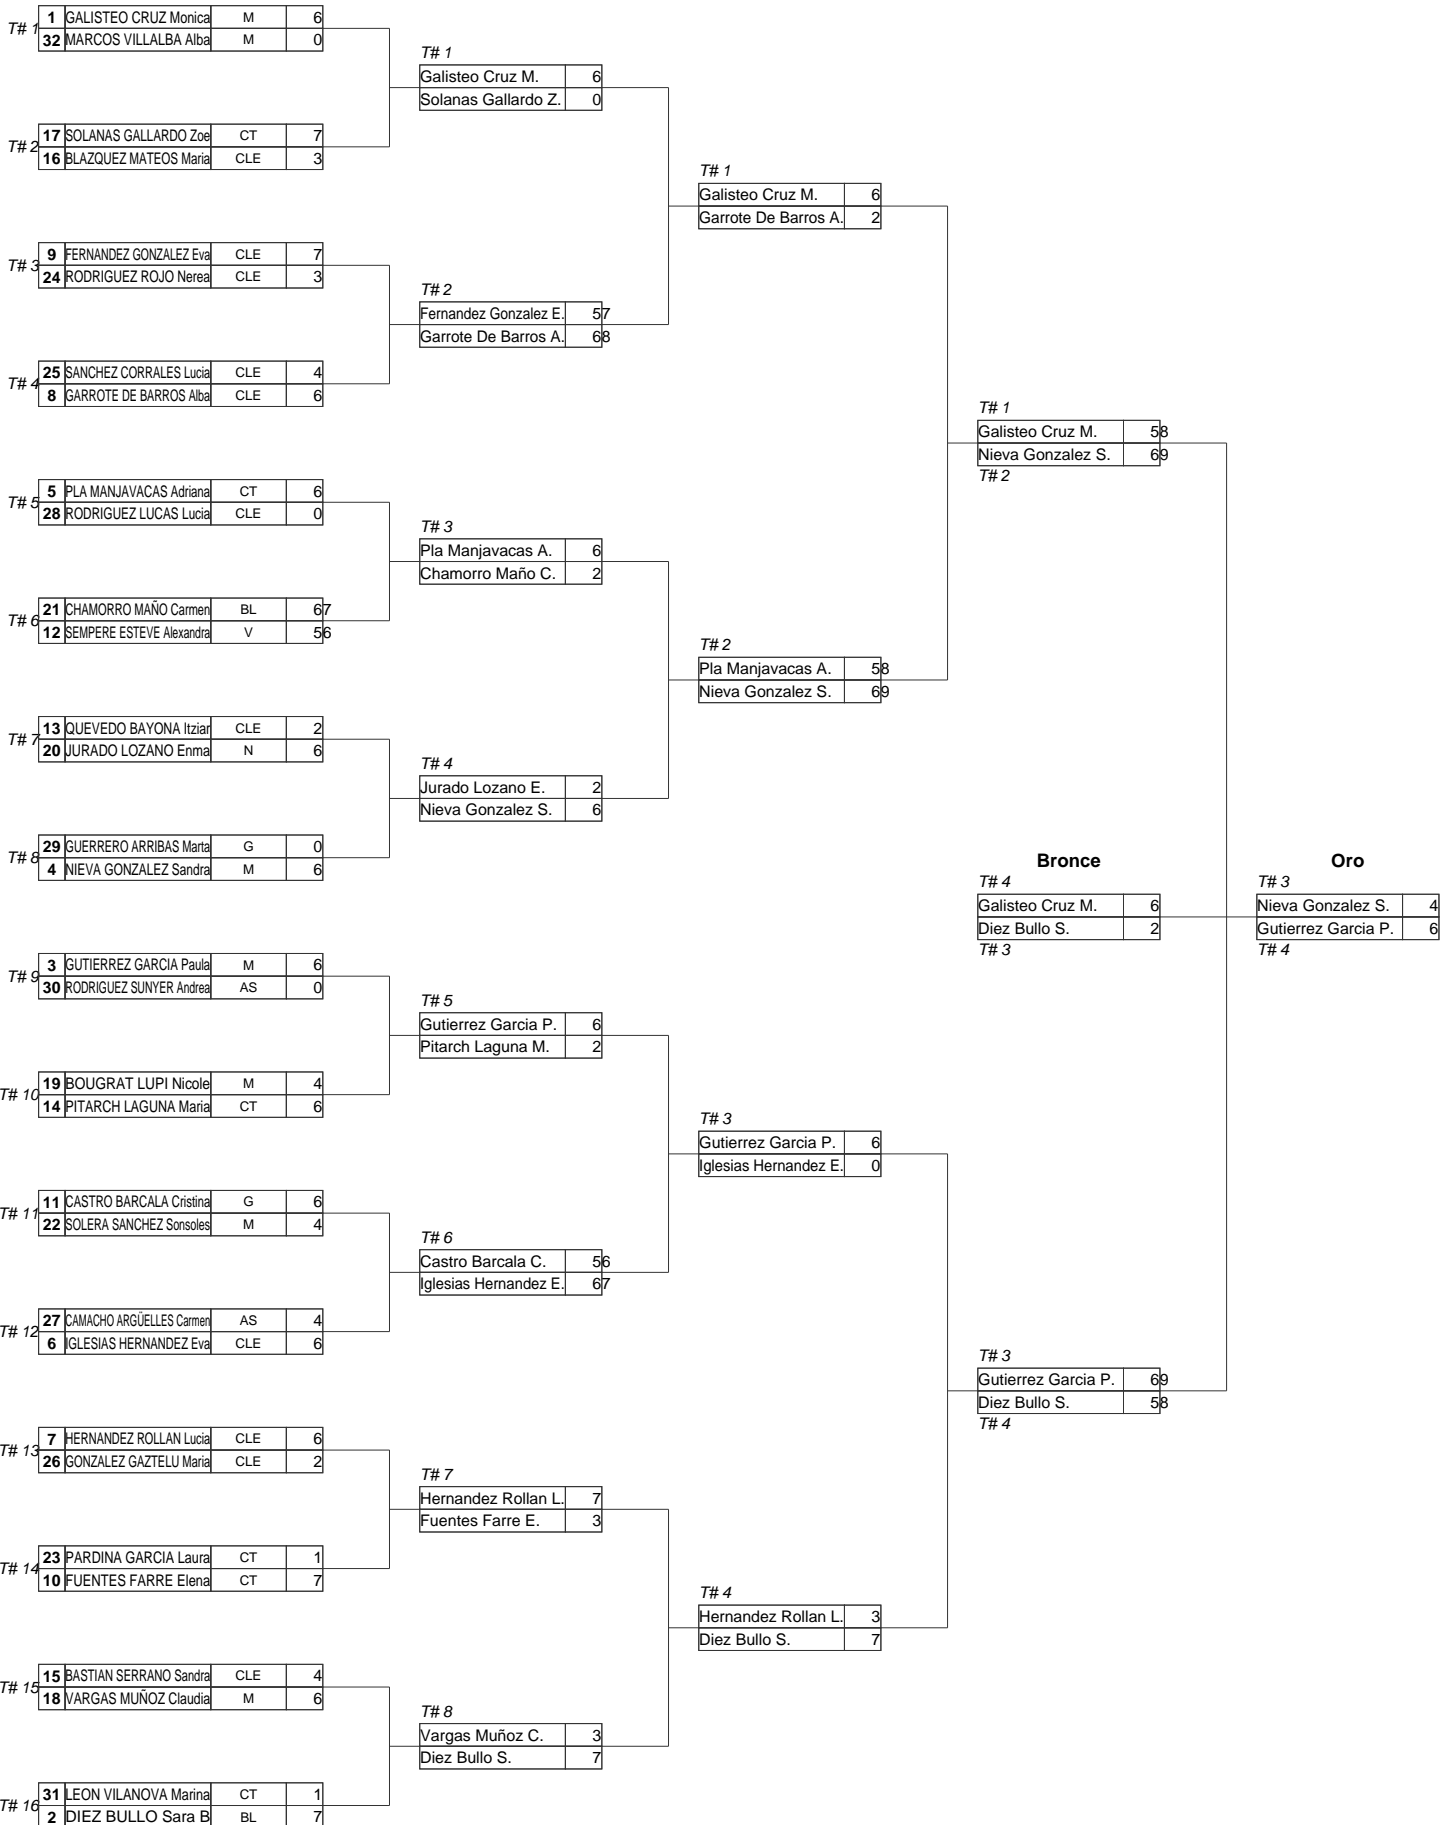 T# 1
1 GALISTEO CRUZ Monica M 6
32 MARCOS VILLALBA Alba M 0
T# 2
17 SOLANAS GALLARDO Zoe CT 7
16 BLAZQUEZ MATEOS Maria CLE 3
T# 3
9 FERNANDEZ GONZALEZ Eva CLE 7
24 RODRIGUEZ ROJO Nerea CLE 3
T# 4
25 SANCHEZ CORRALES Lucia CLE 4
8 GARROTE DE BARROS Alba CLE 6
T# 5
5 PLA MANJAVACAS Adriana CT 6
28 RODRIGUEZ LUCAS Lucia CLE 0
T# 6
21 CHAMORRO MAÑO Carmen BL 67
12 SEMPERE ESTEVE Alexandra V 56
T# 7
13 QUEVEDO BAYONA Itziar CLE 2
20 JURADO LOZANO Enma N 6
T# 8
29 GUERRERO ARRIBAS Marta G 0
4 NIEVA GONZALEZ Sandra M 6
T# 9
3 GUTIERREZ GARCIA Paula M 6
30 RODRIGUEZ SUNYER Andrea AS 0
T# 10
19 BOUGRAT LUPI Nicole M 4
14 PITARCH LAGUNA Maria CT 6
T# 11
11 CASTRO BARCALA Cristina G 6
22 SOLERA SANCHEZ Sonsoles M 4
T# 12
27 CAMACHO ARGÜELLES Carmen AS 4
6 IGLESIAS HERNANDEZ Eva CLE 6
T# 13
7 HERNANDEZ ROLLAN Lucia CLE 6
26 GONZALEZ GAZTELU Maria CLE 2
T# 14
23 PARDINA GARCIA Laura CT 1
10 FUENTES FARRE Elena CT 7
T# 15
15 BASTIAN SERRANO Sandra CLE 4
18 VARGAS MUÑOZ Claudia M 6
T# 16
31 LEON VILANOVA Marina CT 1
2 DIEZ BULLO Sara B BL 7
T# 1
Galisteo Cruz M. 6
Solanas Gallardo Z. 0
T# 2
Fernandez Gonzalez E. 57
Garrote De Barros A. 68
T# 3
Pla Manjavacas A. 6
Chamorro Maño C. 2
T# 4
Jurado Lozano E. 2
Nieva Gonzalez S. 6
T# 5
Gutierrez Garcia P. 6
Pitarch Laguna M. 2
T# 6
Castro Barcala C. 56
Iglesias Hernandez E. 67
T# 7
Hernandez Rollan L. 7
Fuentes Farre E. 3
T# 8
Vargas Muñoz C. 3
Diez Bullo S. 7
T# 1
Galisteo Cruz M. 6
Garrote De Barros A. 2
T# 2
Pla Manjavacas A. 58
Nieva Gonzalez S. 69
T# 3
Gutierrez Garcia P. 6
Iglesias Hernandez E. 0
T# 4
Hernandez Rollan L. 3
Diez Bullo S. 7
T# 1
Galisteo Cruz M. 58
Nieva Gonzalez S. 69
T# 2
Bronce
T# 4
Galisteo Cruz M. 6
Diez Bullo S. 2
T# 3
T# 3
Gutierrez Garcia P. 69
Diez Bullo S. 58
T# 4
Oro
T# 3
Nieva Gonzalez S. 4
Gutierrez Garcia P. 6
T# 4